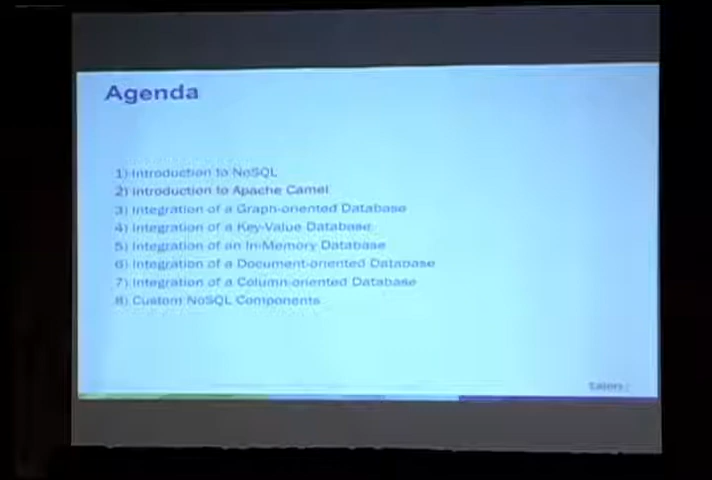 Agenda
1) Introduction to NoSQL
2) Introduction to Apache Camel
3) Integration of a Graph-oriented Database
4) Integration of a Key-Value Database
5) Integration of an In-Memory Database
6) Integration of a Document-oriented Database
7) Integration of a Column-oriented Database
8) Custom NoSQL Components